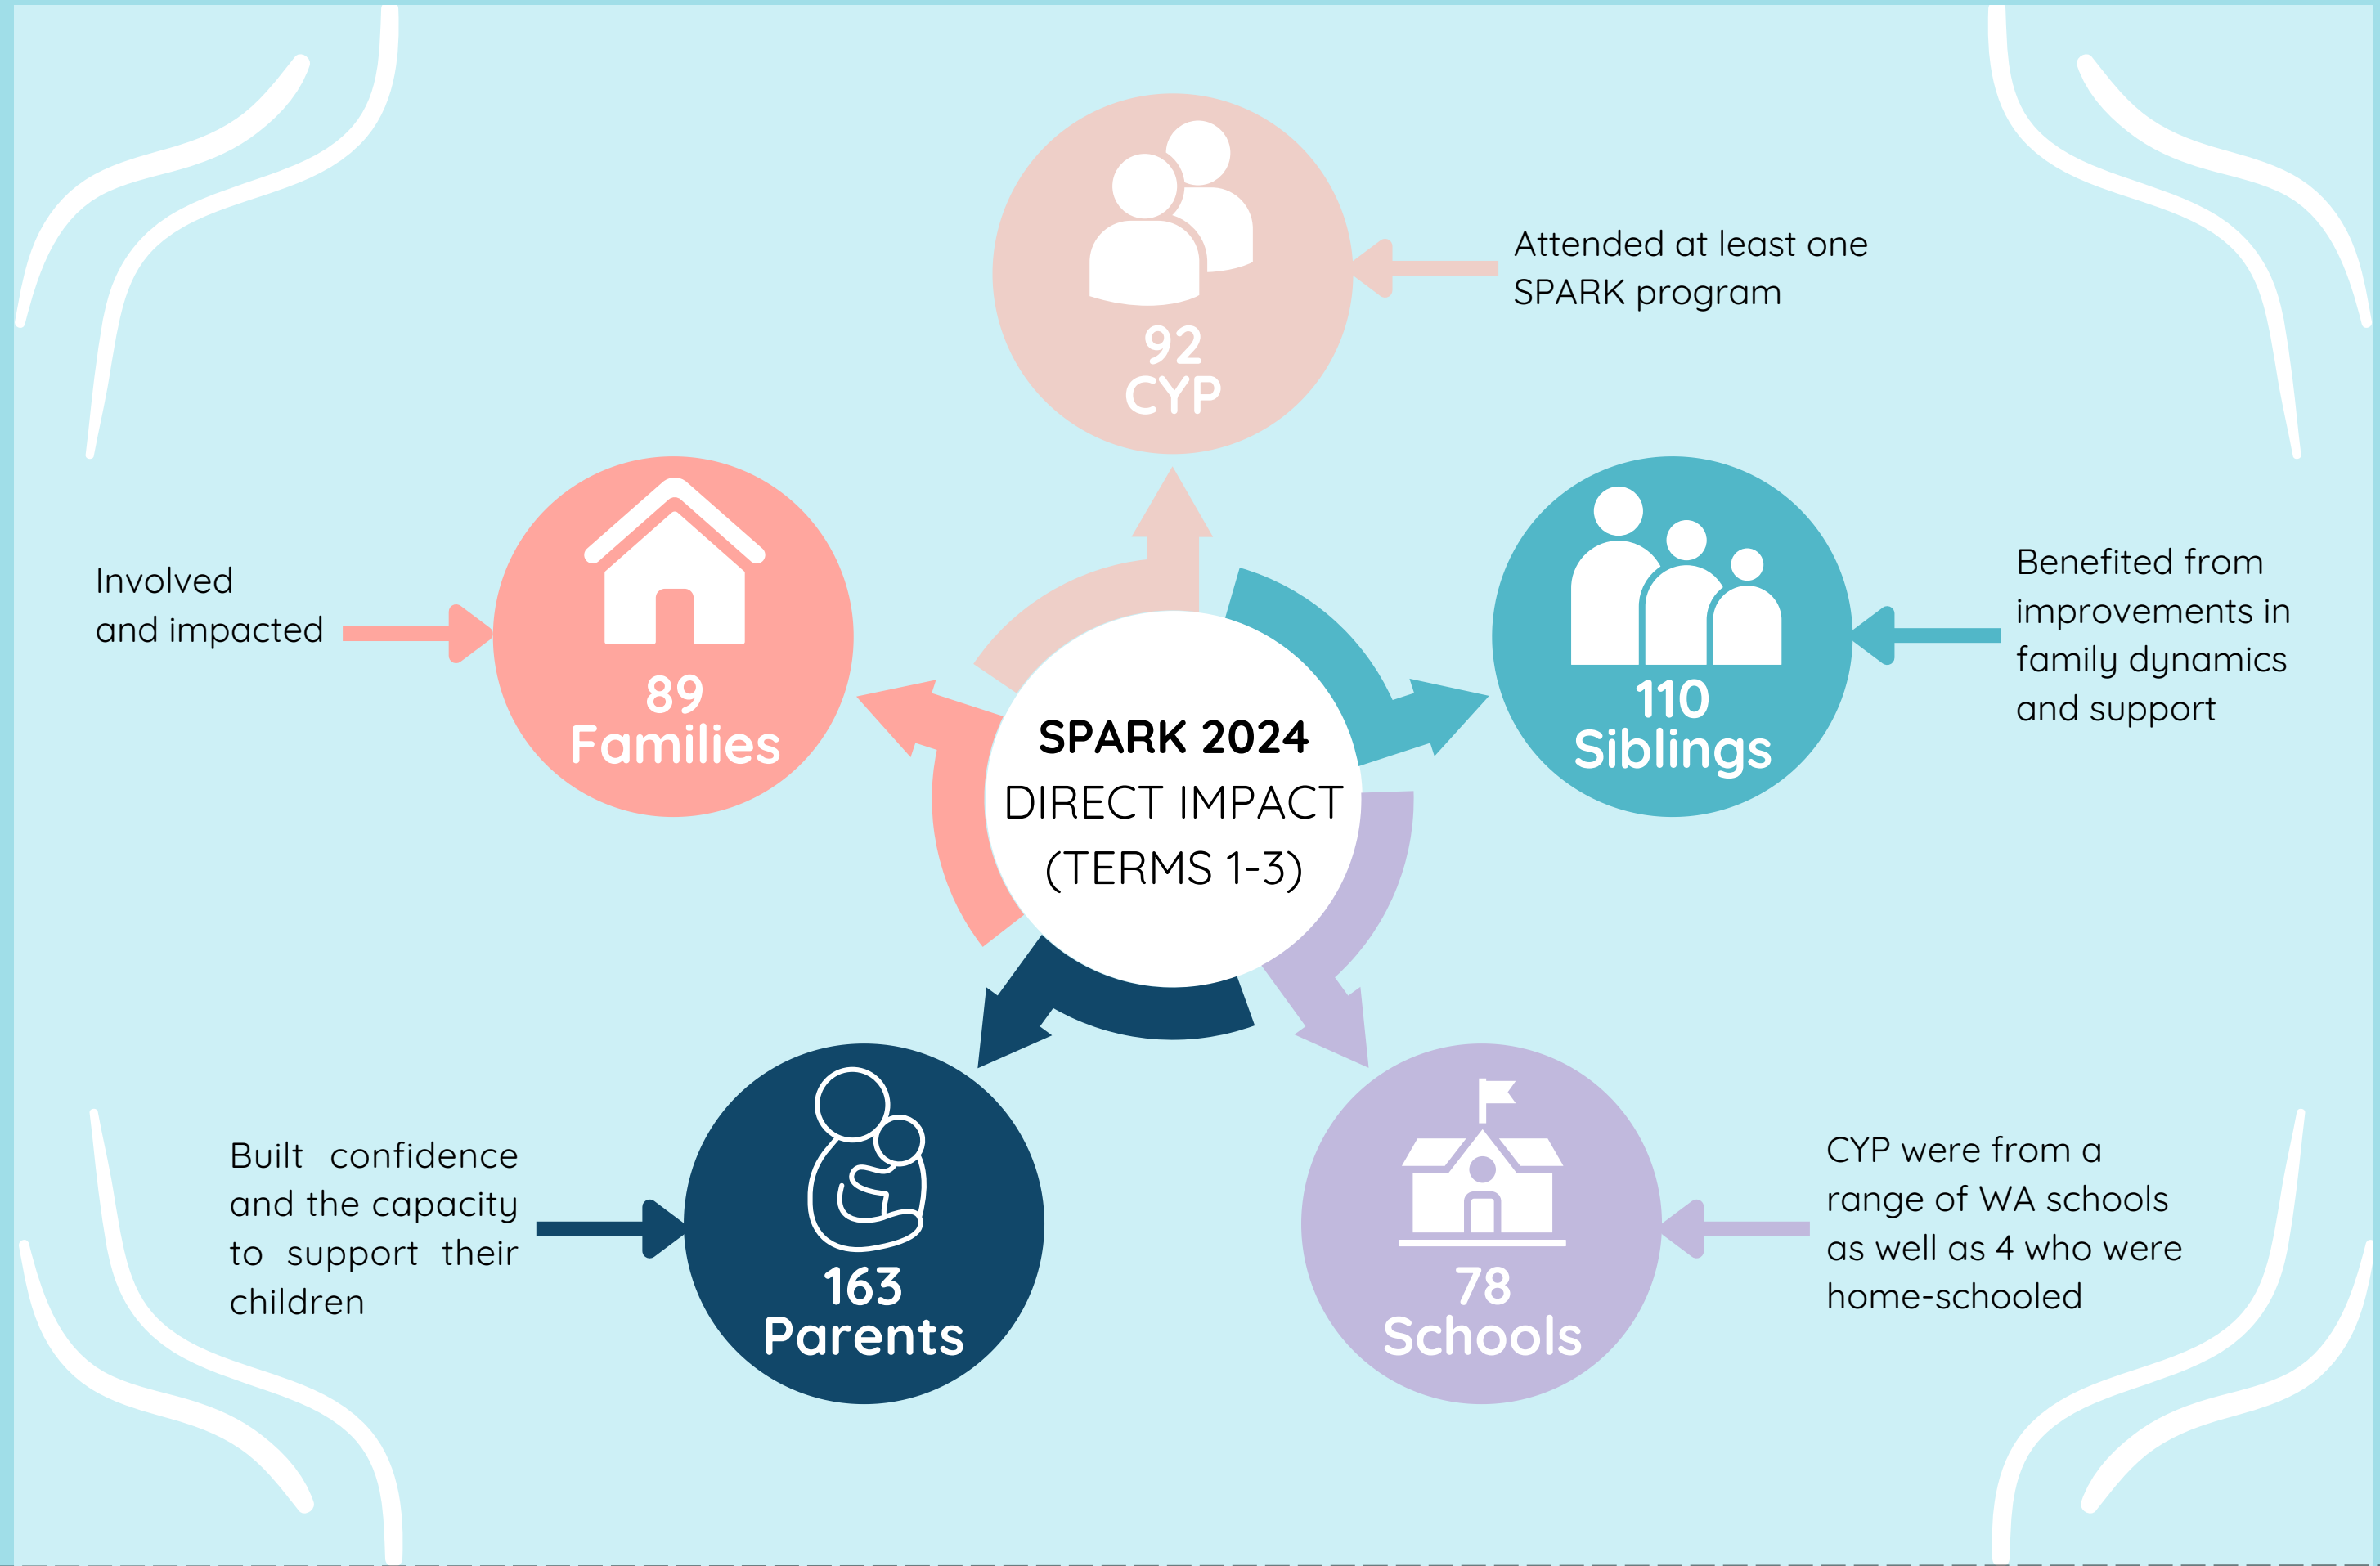 92
CYP
Attended at least one
SPARK program
Involved
and impacted
89
Families
110
Siblings
Benefited from
improvements in
family dynamics
and support
SPARK 2024
DIRECT IMPACT
(TERMS 1-3)
Built confidence
and the capacity
to support their
children
163
Parents
78
Schools
CYP were from a
range of WA schools
as well as 4 who were
home-schooled